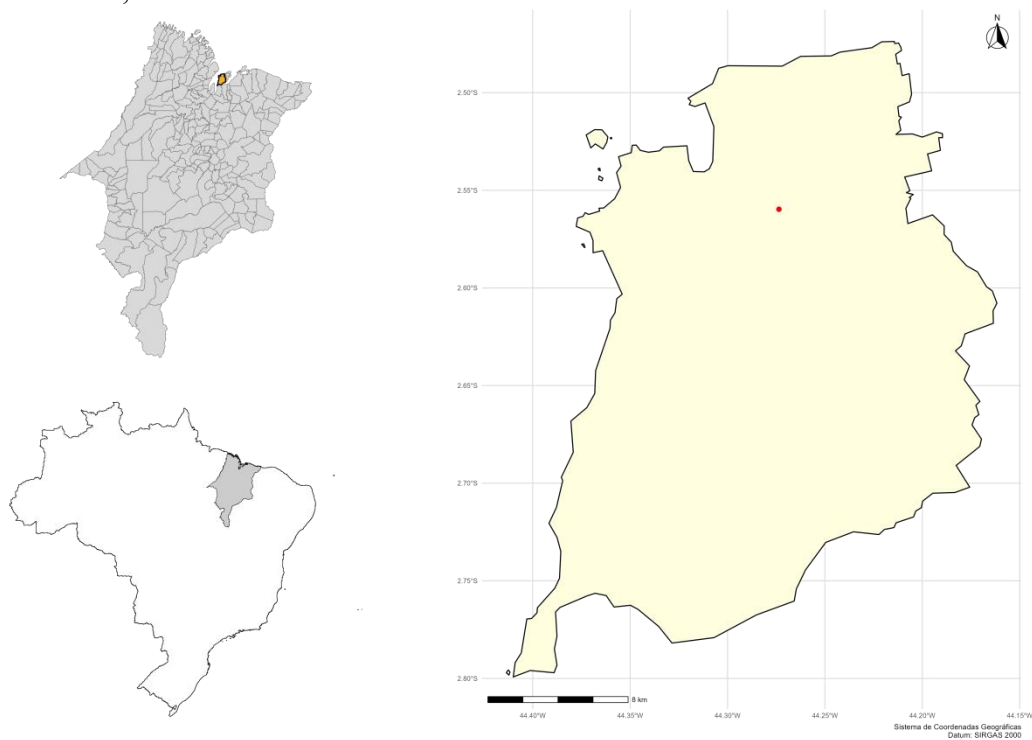 N
2.50°S
2.55°S
2.60°S
2.65°S
2.70°S
2.75°S
2.80°S
8 km
44.40°W 44.35°W 44.30°W 44.25°W 44.20°W 44.15°W
Sistema de Coordenadas Geográficas
Datum: SIRGAS 2000